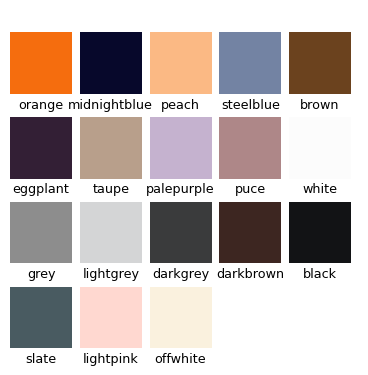 orange midnightblue peach steelblue brown
eggplant taupe palepurple puce white
grey lightgrey darkgrey darkbrown black
slate lightpink offwhite